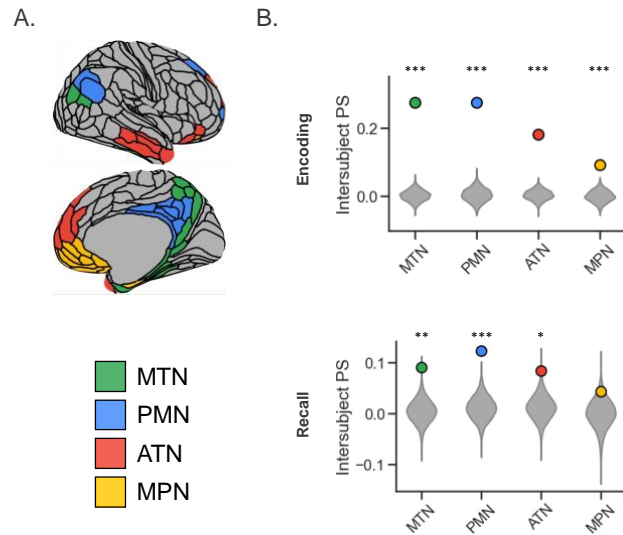 A.
B.
*** *** *** ***
Encoding
Intersubject PS
0.2
0.0
MTN PMN ATN MPN
MTN
PMN
ATN
MPN
** *** *
Recall
Intersubject PS
0.1
0.0
−0.1
MTN PMN ATN MPN